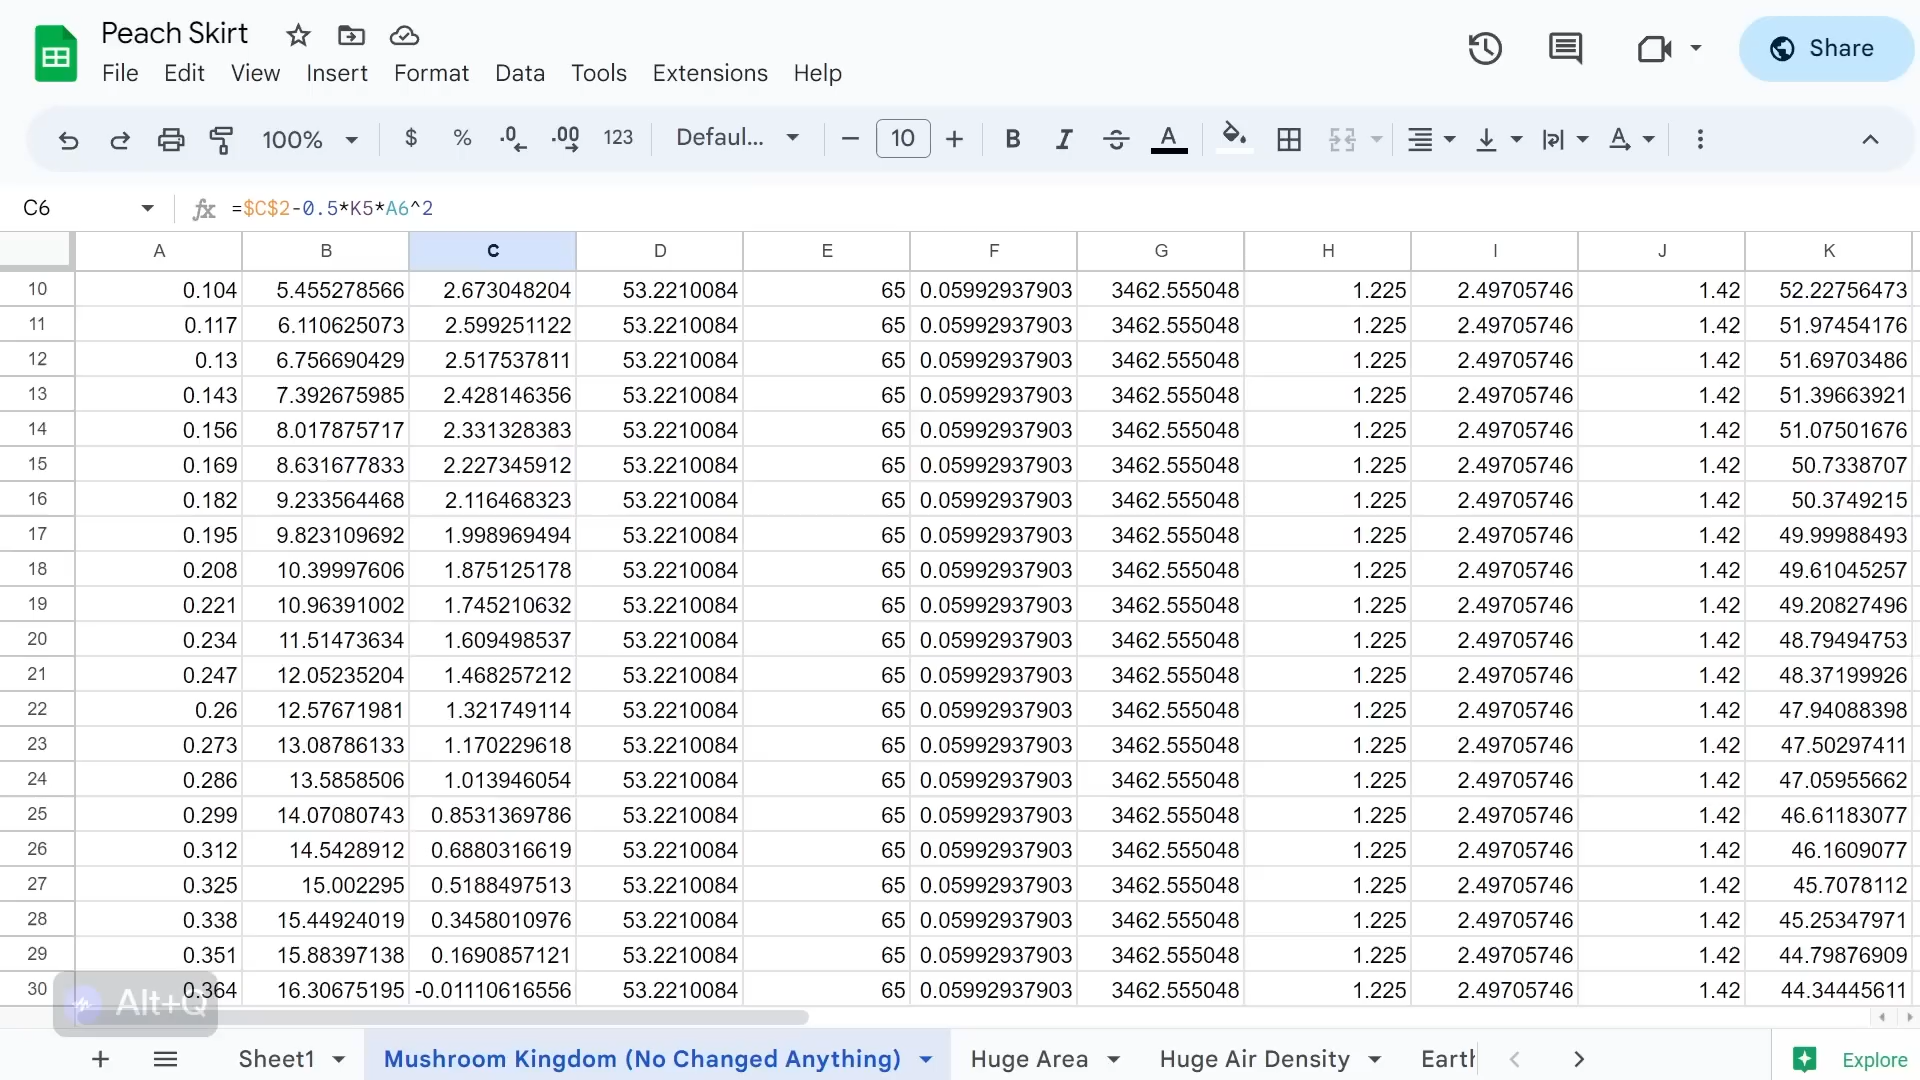 Peach Skirt
File Edit View Insert Format Data Tools Extensions Help
Share
100% $ % .0 .00 123 Defaul... 10 B I A
C6 fx =$C$2-0.5*K5*A6^2
A B C D E F G H I J K
10 0.104 5.455278566 2.673048204 53.2210084 65 0.05992937903 3462.555048 1.225 2.49705746 1.42 52.22756473
11 0.117 6.110625073 2.599251122 53.2210084 65 0.05992937903 3462.555048 1.225 2.49705746 1.42 51.97454176
12 0.13 6.756690429 2.517537811 53.2210084 65 0.05992937903 3462.555048 1.225 2.49705746 1.42 51.69703486
13 0.143 7.392675985 2.428146356 53.2210084 65 0.05992937903 3462.555048 1.225 2.49705746 1.42 51.39663921
14 0.156 8.017875717 2.331328383 53.2210084 65 0.05992937903 3462.555048 1.225 2.49705746 1.42 51.07501676
15 0.169 8.631677833 2.227345912 53.2210084 65 0.05992937903 3462.555048 1.225 2.49705746 1.42 50.7338707
16 0.182 9.233564468 2.116468323 53.2210084 65 0.05992937903 3462.555048 1.225 2.49705746 1.42 50.3749215
17 0.195 9.823109692 1.998969494 53.2210084 65 0.05992937903 3462.555048 1.225 2.49705746 1.42 49.99988493
18 0.208 10.39997606 1.875125178 53.2210084 65 0.05992937903 3462.555048 1.225 2.49705746 1.42 49.61045257
19 0.221 10.96391002 1.745210632 53.2210084 65 0.05992937903 3462.555048 1.225 2.49705746 1.42 49.20827496
20 0.234 11.51473634 1.609498537 53.2210084 65 0.05992937903 3462.555048 1.225 2.49705746 1.42 48.79494753
21 0.247 12.05235204 1.468257212 53.2210084 65 0.05992937903 3462.555048 1.225 2.49705746 1.42 48.37199926
22 0.26 12.57671981 1.321749114 53.2210084 65 0.05992937903 3462.555048 1.225 2.49705746 1.42 47.94088398
23 0.273 13.08786133 1.170229618 53.2210084 65 0.05992937903 3462.555048 1.225 2.49705746 1.42 47.50297411
24 0.286 13.5858506 1.013946054 53.2210084 65 0.05992937903 3462.555048 1.225 2.49705746 1.42 47.05955662
25 0.299 14.07080743 0.8531369786 53.2210084 65 0.05992937903 3462.555048 1.225 2.49705746 1.42 46.61183077
26 0.312 14.5428912 0.6880316619 53.2210084 65 0.05992937903 3462.555048 1.225 2.49705746 1.42 46.1609077
27 0.325 15.002295 0.5188497513 53.2210084 65 0.05992937903 3462.555048 1.225 2.49705746 1.42 45.7078112
28 0.338 15.44924019 0.3458010976 53.2210084 65 0.05992937903 3462.555048 1.225 2.49705746 1.42 45.25347971
29 0.351 15.88397138 0.1690857121 53.2210084 65 0.05992937903 3462.555048 1.225 2.49705746 1.42 44.79876909
30 0.364 16.30675195 -0.01110616556 53.2210084 65 0.05992937903 3462.555048 1.225 2.49705746 1.42 44.34445611
Alt+Q
Sheet1 Mushroom Kingdom (No Changed Anything) Huge Area Huge Air Density Earth Explore